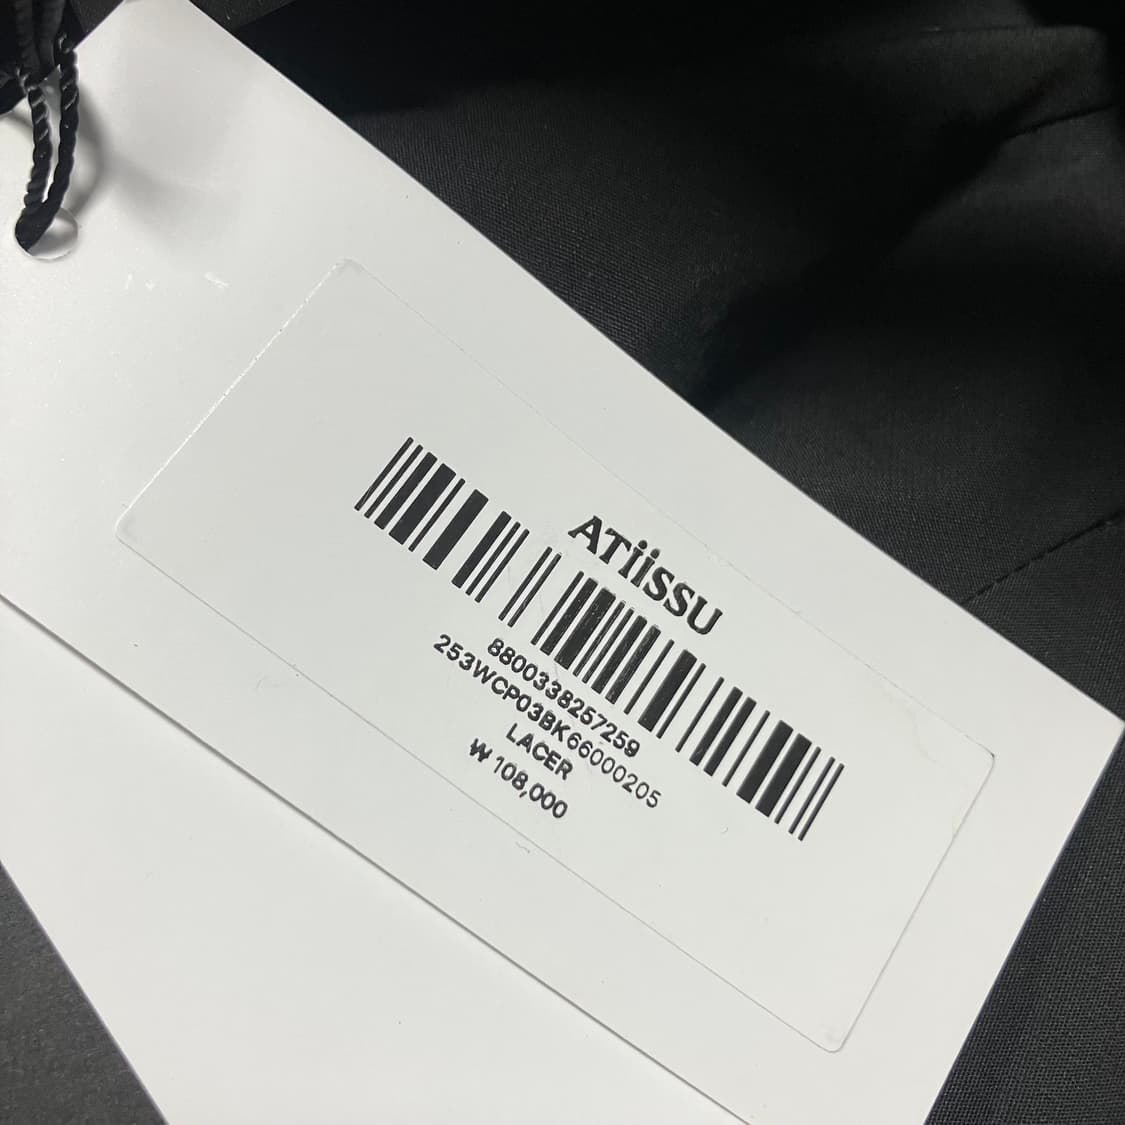 ATiiSSU
8800338257259
253WCP03BK66000205
LACER
₩ 108,000